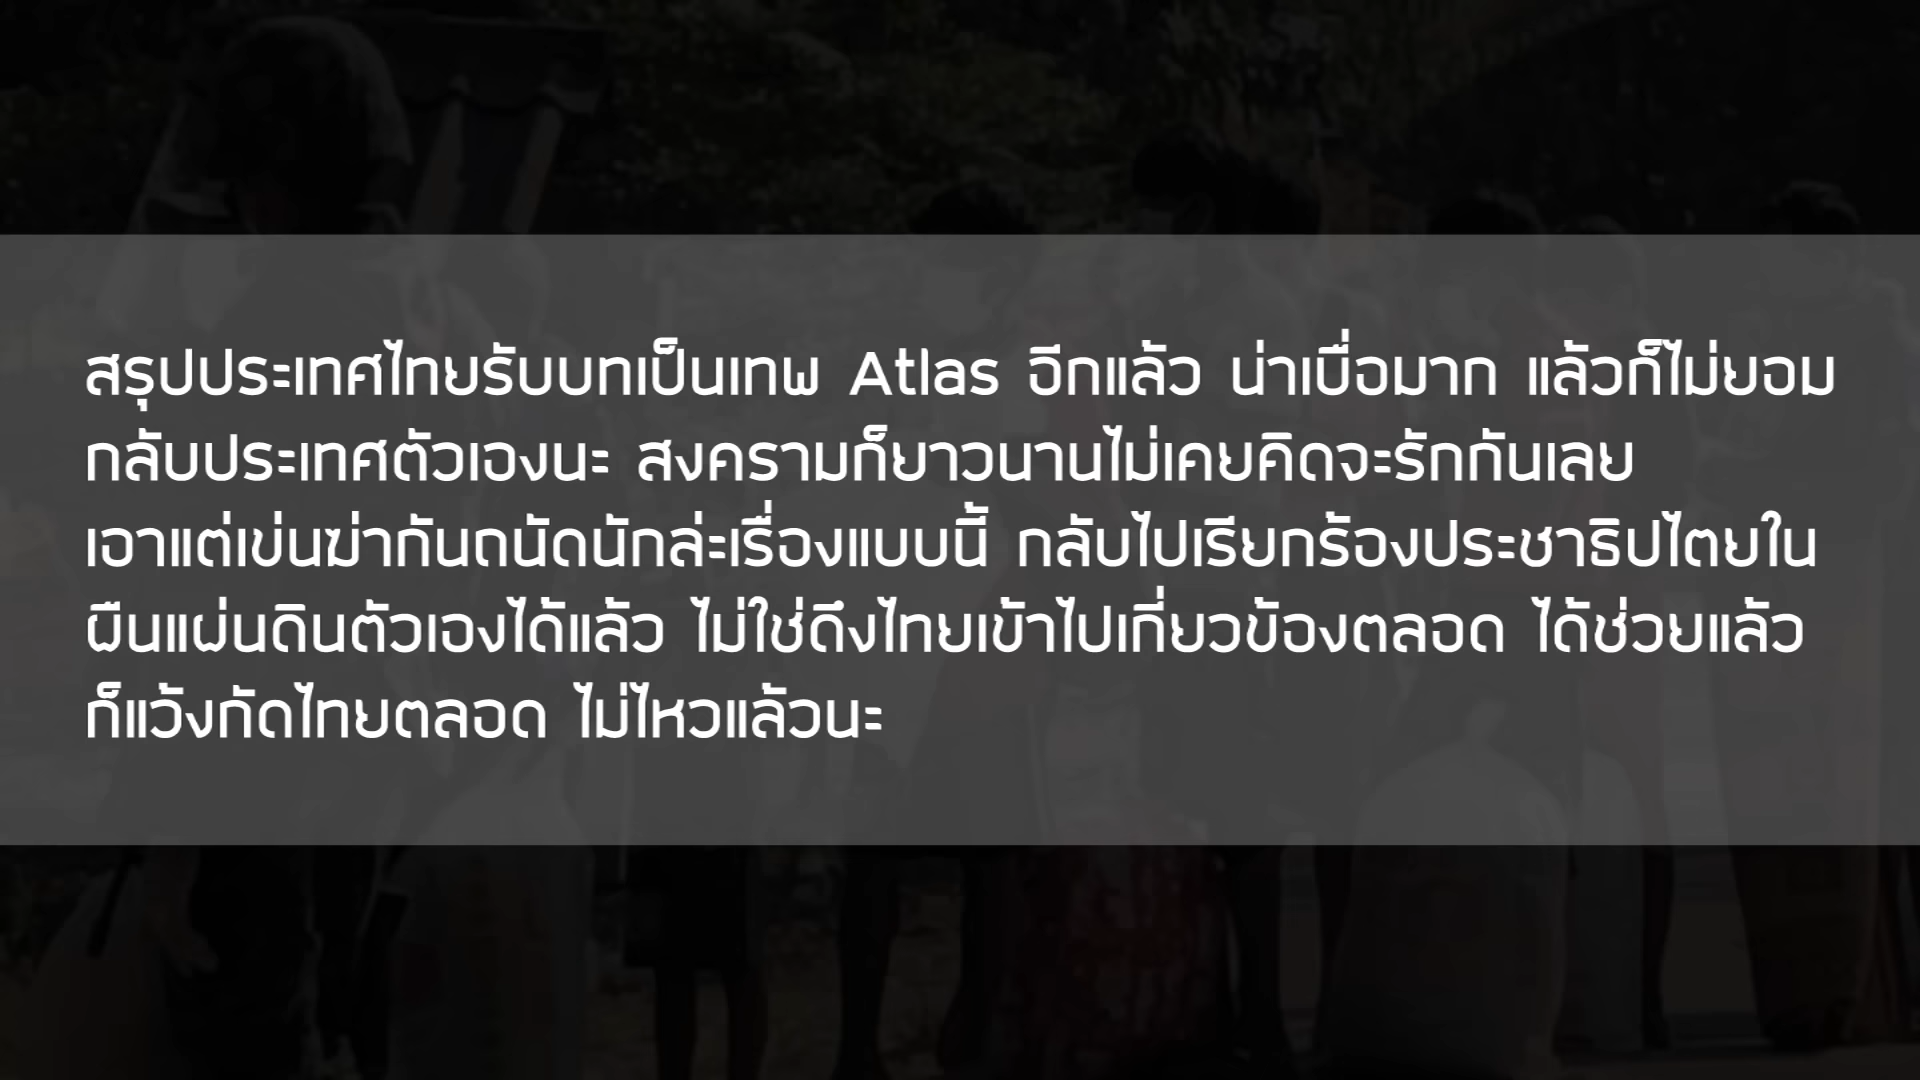 สรุปประเทศไทยรับบทเป็นเทพ Atlas อีกแล้ว น่าเบื่อมาก แล้วก็ไม่ยอม
กลับประเทศตัวเองนะ สงครามก็ยาวนานไม่เคยคิดจะรักกันเลย
เอาแต่เข่นฆ่ากันถนัดนักล่ะเรื่องแบบนี้ กลับไปเรียกร้องประชาธิปไตยใน
ผืนแผ่นดินตัวเองได้แล้ว ไม่ใช่ดึงไทยเข้าไปเกี่ยวข้องตลอด ได้ช่วยแล้ว
ก็แว้งกัดไทยตลอด ไม่ไหวแล้วนะ